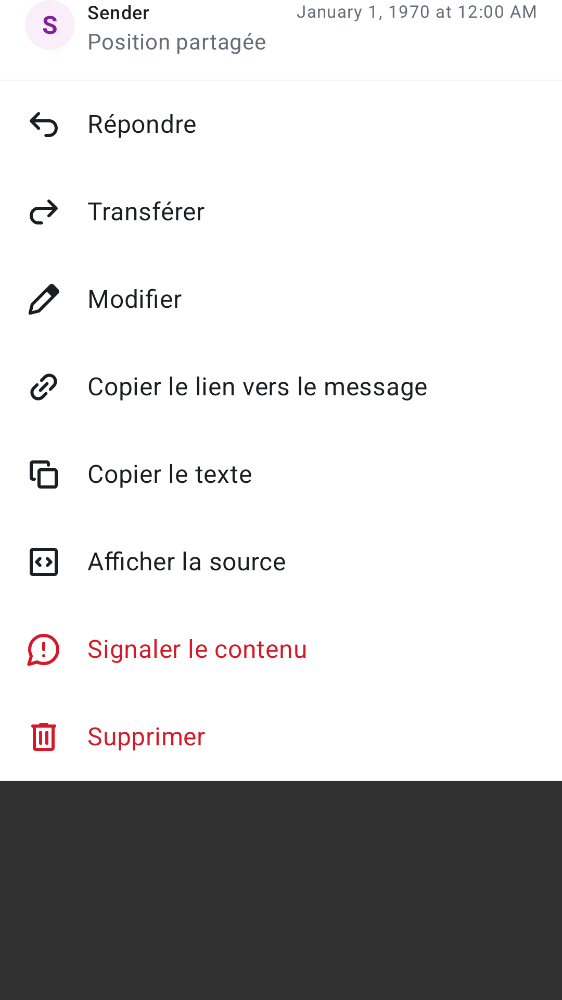 S
Sender
January 1, 1970 at 12:00 AM
Position partagée
Répondre
Transférer
Modifier
Copier le lien vers le message
Copier le texte
Afficher la source
Signaler le contenu
Supprimer